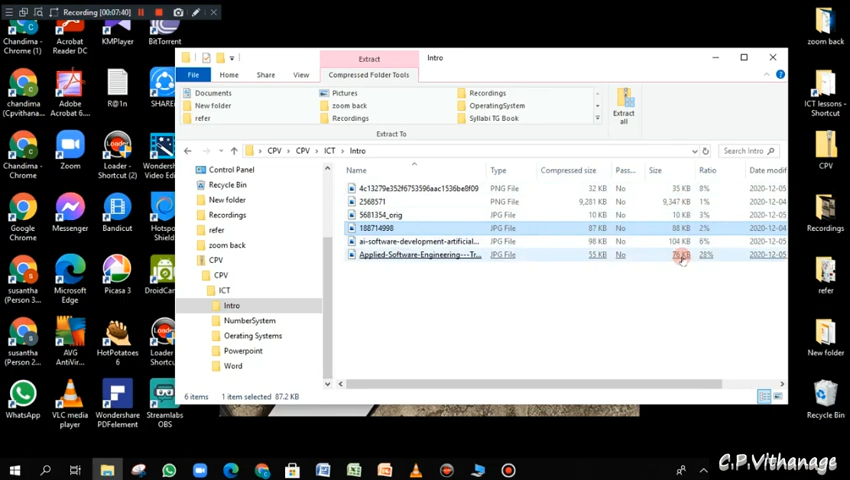 Recording [00:07:40]
Chandima - Chrome (1)
Acrobat Reader DC
KMPlayer
BitTorrent
zoom back
Intro
Extract
File
Home
Share
View
Compressed Folder Tools
Documents
Pictures
Recordings
New folder
zoom back
OperatingSystem
refer
Recordings
Syllabi TG Book
Extract all
Extract To
CPV
CPV
ICT
Intro
Search Intro
Control Panel
Recycle Bin
New folder
Recordings
refer
zoom back
CPV
CPV
ICT
Intro
NumberSystem
Oerating Systems
Powerpoint
Word
Name Type Compressed size Pass... Size Ratio Date modif
4c13279e352f6753596aac1536be8f09 PNG File 32 KB No 35 KB 8% 2020-12-05
2568571 PNG File 9,281 KB No 9,347 KB 1% 2020-12-04
5681354_orig JPG File 10 KB No 10 KB 3% 2020-12-05
188714998 JPG File 87 KB No 88 KB 2% 2020-12-04
ai-software-development-artificial... JPG File 98 KB No 104 KB 6% 2020-12-05
Applied-Software-Engineering---Tr... JPG File 55 KB No 76 KB 28% 2020-12-05
6 items 1 item selected 87.2 KB
chandima (Cpvithana...
Adobe Acrobat 6....
R@1n
SHAREit
ICT lessons - Shortcut
Chandima - Chrome
Zoom
Loader - Shortcut (2)
Wondersh Video
CPV
Google Chrome
My Heritage
Bandicut
Hotspot
Recordings
susantha (Person 2...
Microsoft Edge
Picasa 3
DroidCam
refer
susantha (Person
AVG AntiVir...
HotPotatoes 6
Loader Shortcut
New folder
WhatsApp
VLC media player
Wondershare PDFelement
Streamlabs OBS
Recycle Bin
C.P.Vithanage